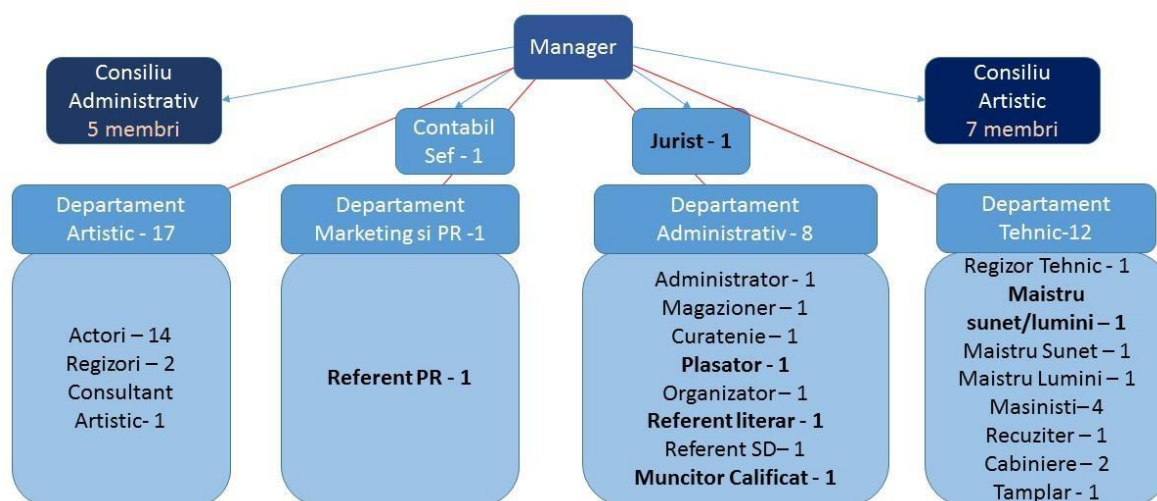 Manager
Consiliu
Administrativ
5 membri
Consiliu
Artistic
7 membri
Contabil
Sef - 1
Jurist - 1
Departament
Artistic - 17
Departament
Marketing si PR -1
Departament
Administrativ - 8
Departament
Tehnic-12
Actori – 14
Regizori – 2
Consultant
Artistic- 1
Referent PR - 1
Administrator - 1
Magazioner - 1
Curatenie – 1
Plasator - 1
Organizator – 1
Referent literar - 1
Referent SD– 1
Muncitor Calificat - 1
Regizor Tehnic - 1
Maistru
sunet/lumini – 1
Maistru Sunet – 1
Maistru Lumini – 1
Masinisti– 4
Recuziter – 1
Cabiniere – 2
Tamplar - 1